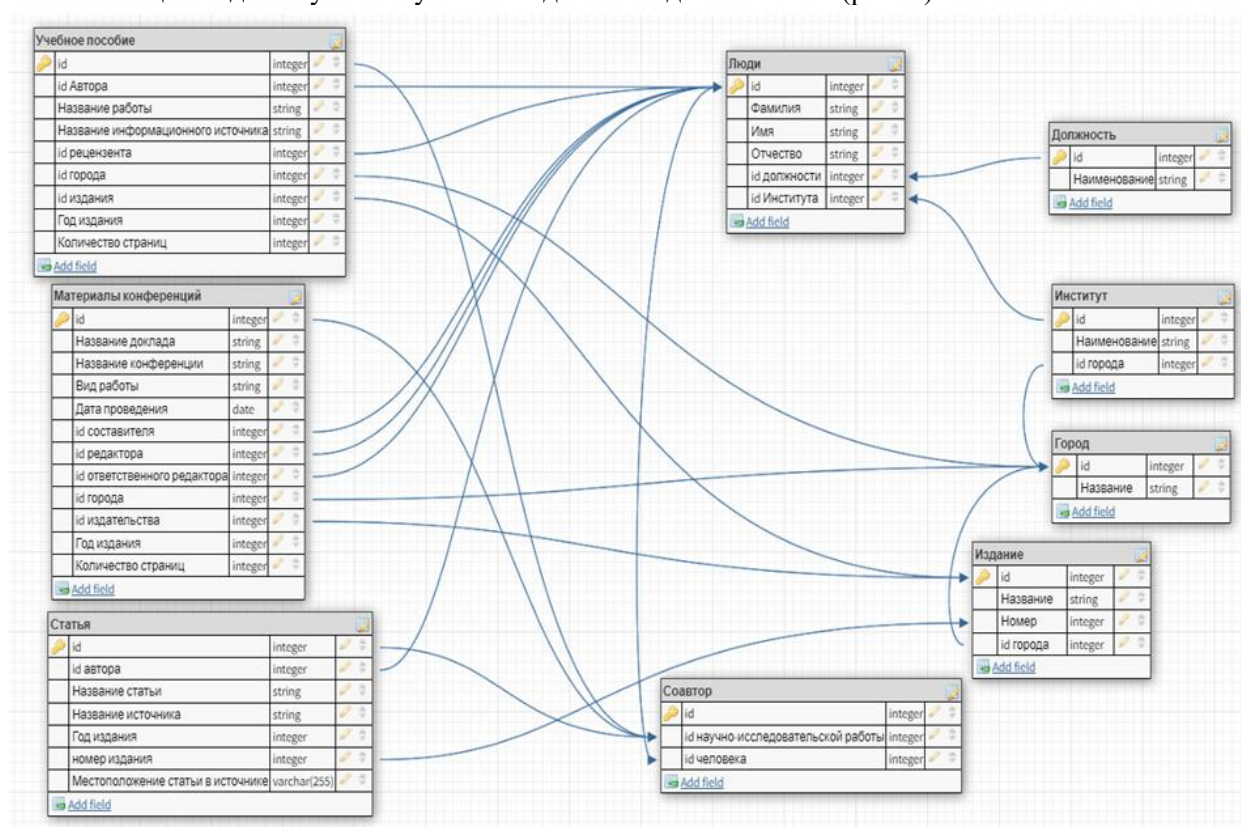 Учебное пособие
id integer
id Автора integer
Название работы string
Название информационного источника string
id рецензента integer
id города integer
id издания integer
Год издания integer
Количество страниц integer
Add field
Материалы конференций
id integer
Название доклада string
Название конференции string
Вид работы string
Дата проведения date
id составителя integer
id редактора integer
id ответственного редактора integer
id города integer
id издательства integer
Год издания integer
Количество страниц integer
Add field
Статья
id integer
id автора integer
Название статьи string
Название источника string
Год издания integer
номер издания integer
Местоположение статьи в источнике varchar(255)
Add field
Люди
id integer
Фамилия string
Имя string
Отчество string
id должности integer
id Института integer
Add field
Должность
id integer
Наименование string
Add field
Институт
id integer
Наименование string
id города integer
Add field
Город
id integer
Название string
Add field
Издание
id integer
Название string
Номер integer
id города integer
Add field
Соавтор
id integer
id научно-исследовательской работы integer
id человека integer
Add field